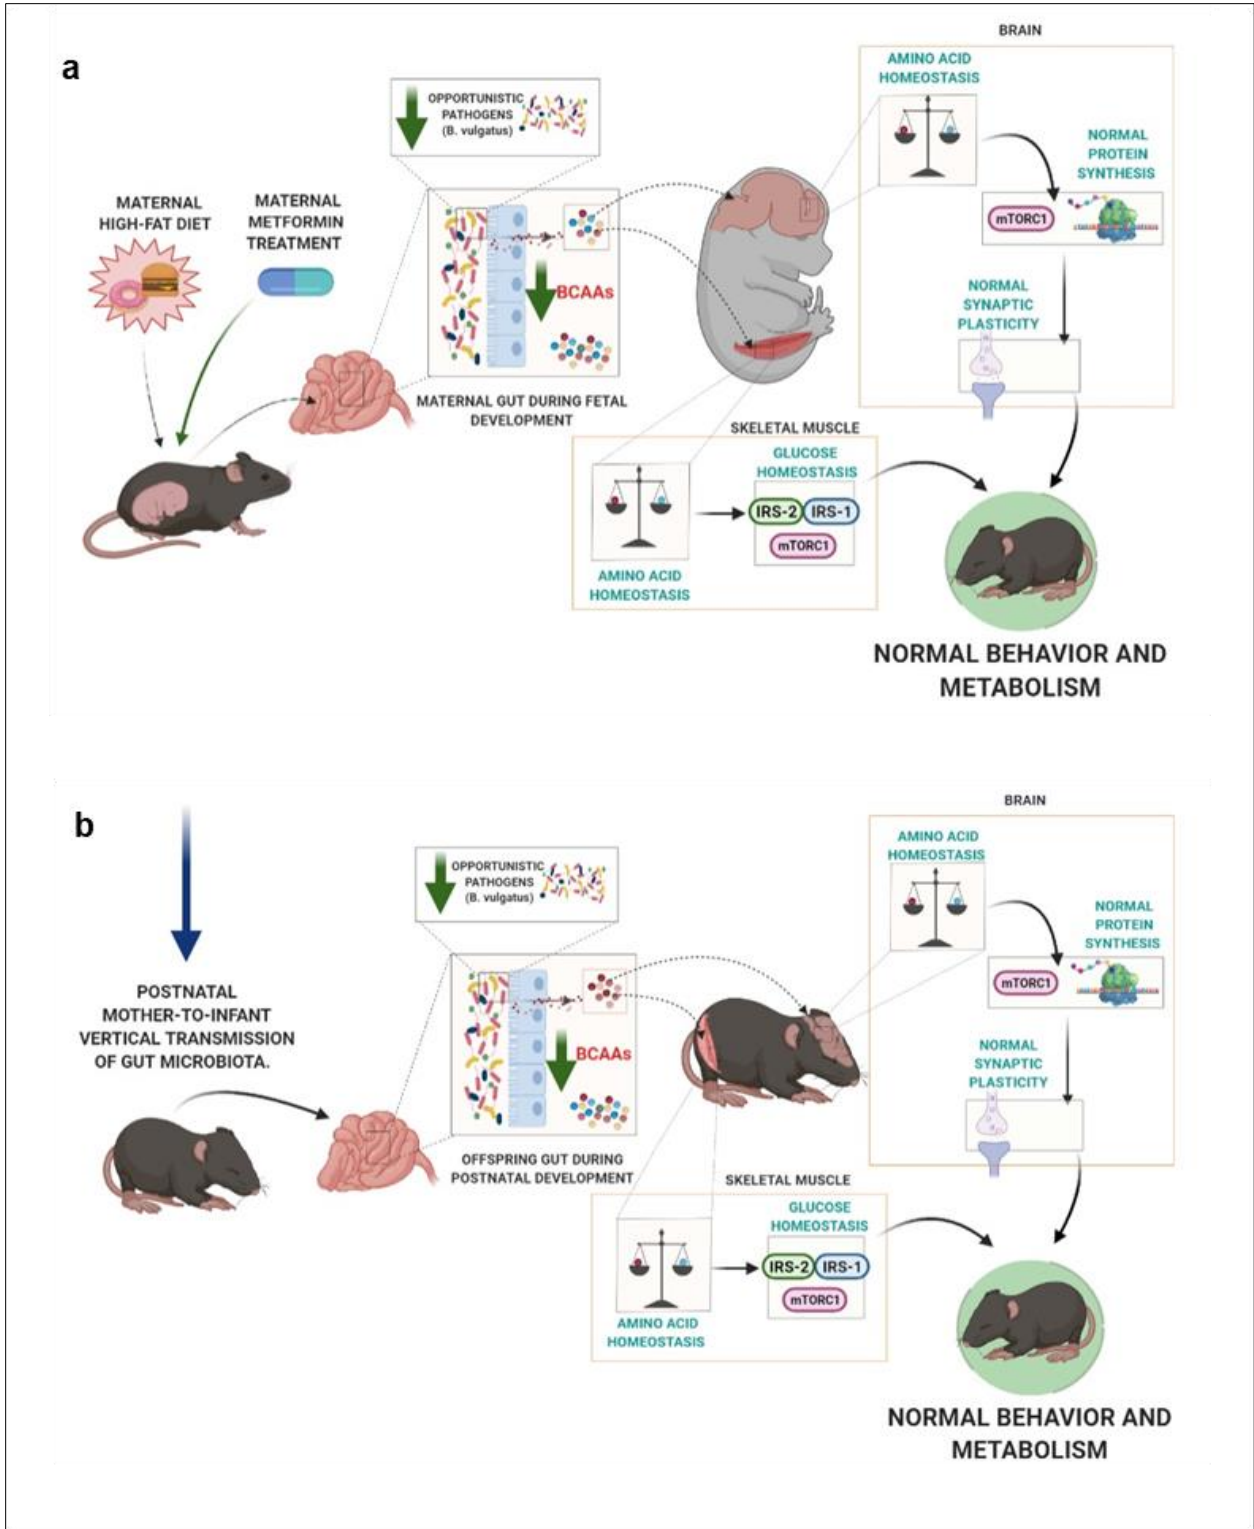 a
BRAIN
AMINO ACID
HOMEOSTASIS
OPPORTUNISTIC
PATHOGENS
(B. vulgatus)
NORMAL
PROTEIN
SYNTHESIS
MATERNAL
HIGH-FAT DIET
MATERNAL
METFORMIN
TREATMENT
mTORC1
BCAAs
NORMAL
SYNAPTIC
PLASTICITY
MATERNAL GUT DURING FETAL
DEVELOPMENT
SKELETAL MUSCLE
GLUCOSE
HOMEOSTASIS
IRS-2
IRS-1
mTORC1
AMINO ACID
HOMEOSTASIS
NORMAL BEHAVIOR AND
METABOLISM
b
BRAIN
AMINO ACID
HOMEOSTASIS
OPPORTUNISTIC
PATHOGENS
(B. vulgatus)
NORMAL
PROTEIN
SYNTHESIS
mTORC1
POSTNATAL
MOTHER-TO-INFANT
VERTICAL TRANSMISSION
OF GUT MICROBIOTA.
BCAAs
NORMAL
SYNAPTIC
PLASTICITY
OFFSPRING GUT DURING
POSTNATAL DEVELOPMENT
SKELETAL MUSCLE
GLUCOSE
HOMEOSTASIS
IRS-2
IRS-1
mTORC1
AMINO ACID
HOMEOSTASIS
NORMAL BEHAVIOR AND
METABOLISM